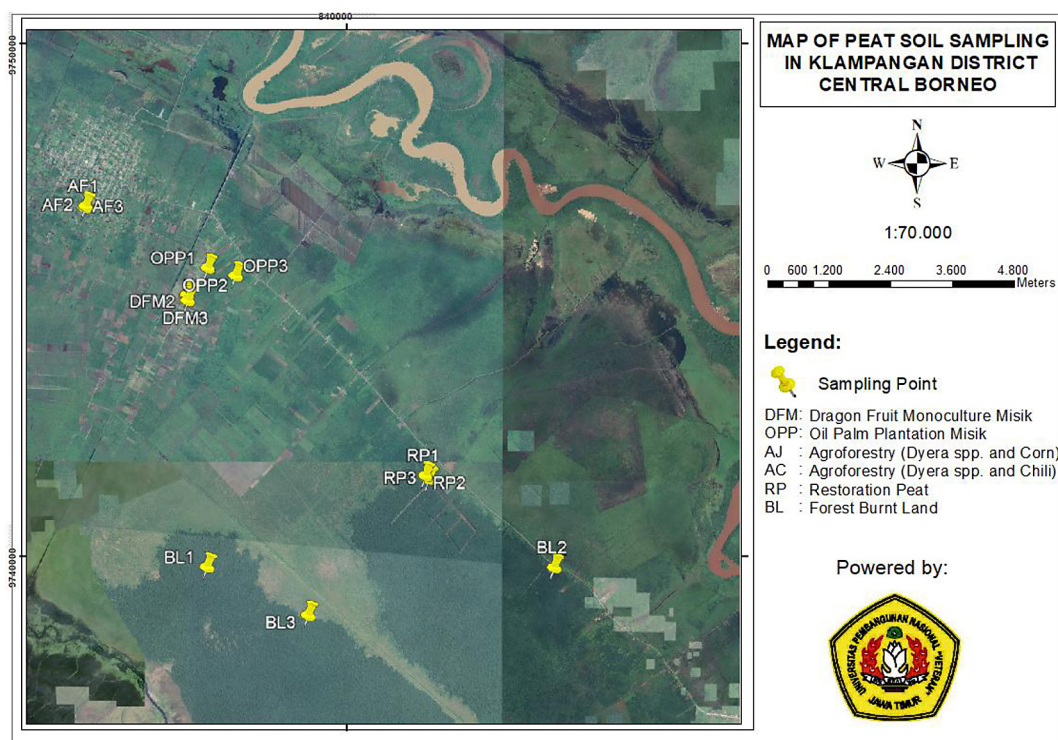 840000
9750000
9740000
AF1
AF2
AF3
OPP1
OPP3
OPP2
DFM2
DFM3
RP1
RP3
RP2
BL1
BL2
BL3
MAP OF PEAT SOIL SAMPLING
IN KLAMPANGAN DISTRICT
CENTRAL BORNEO
N
W
E
S
1:70.000
0 600 1.200 2.400 3.600 4.800
Meters
Legend:
Sampling Point
DFM: Dragon Fruit Monoculture Misik
OPP: Oil Palm Plantation Misik
AJ : Agroforestry (Dyera spp. and Corn)
AC : Agroforestry (Dyera spp. and Chili)
RP : Restoration Peat
BL : Forest Burnt Land
Powered by:
UNIVERSITAS PEMBANGUNAN NASIONAL "VETERAN"
JAWA TIMUR